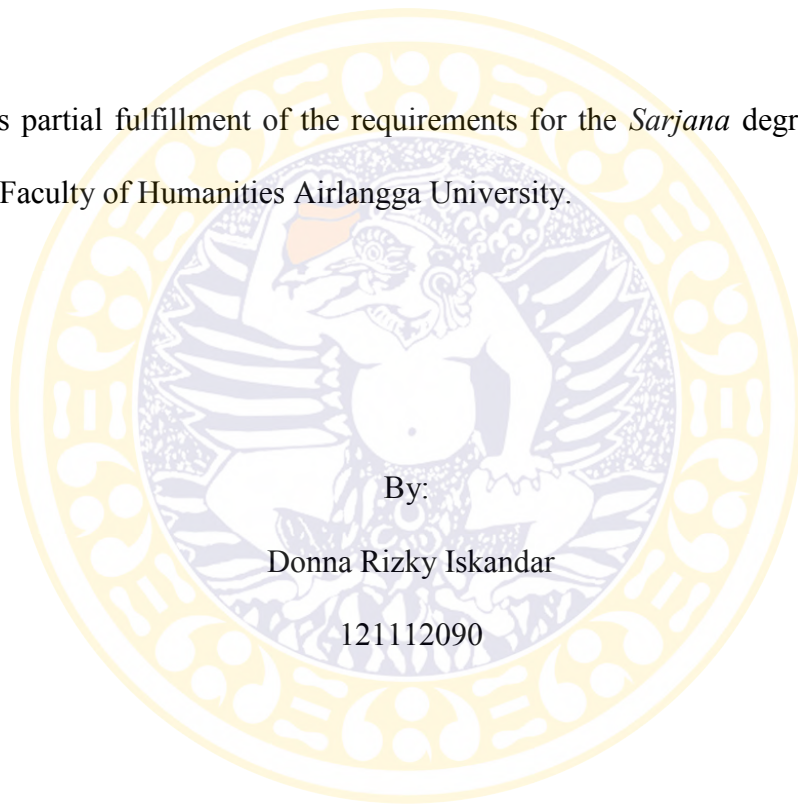 s partial fulfillment of the requirements for the Sarjana degr
Faculty of Humanities Airlangga University.
By:
Donna Rizky Iskandar
121112090